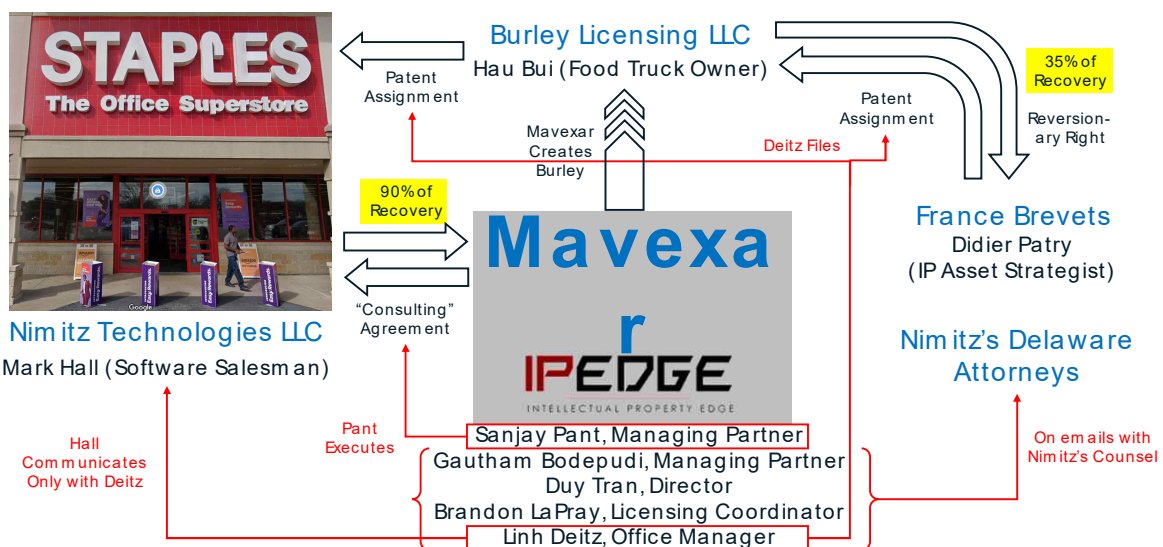 STAPLES
The Office Superstore
Google
Nimitz Technologies LLC
Mark Hall (Software Salesman)
Patent
Assignment
Burley Licensing LLC
Hau Bui (Food Truck Owner)
Mavexar
Creates
Burley
Deitz Files
Patent
Assignment
35% of
Recovery
Reversion-
ary Right
France Brevets
Didier Patry
(IP Asset Strategist)
90% of
Recovery
"Consulting"
Agreement
Mavexa
r
IPEDGE
INTELLECTUAL PROPERTY EDGE
Nimitz's Delaware
Attorneys
Hall
Communicates
Only with Deitz
Pant
Executes
Sanjay Pant, Managing Partner
Gautham Bodepudi, Managing Partner
Duy Tran, Director
Brandon LaPray, Licensing Coordinator
Linh Deitz, Office Manager
On emails with
Nimitz's Counsel